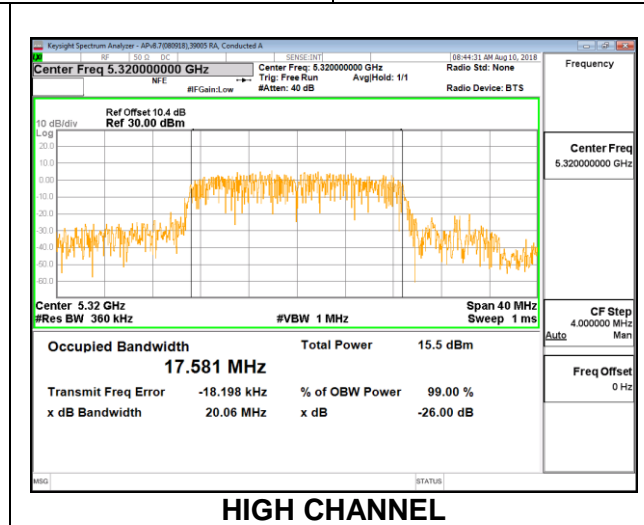 Keysight Spectrum Analyzer - APv8.7(080918),39005 RA, Conducted A
RF 50 Ω DC SENSE:INT 08:44:31 AM Aug 10, 2018
Center Freq 5.320000000 GHz Center Freq: 5.320000000 GHz Radio Std: None Frequency
NFE Trig: Free Run Avg|Hold: 1/1
#IFGain:Low #Atten: 40 dB Radio Device: BTS
Ref Offset 10.4 dB
10 dB/div Ref 30.00 dBm
Log
20.0
10.0
0.00
-10.0
-20.0
-30.0
-40.0
-50.0
-60.0
Center 5.32 GHz Span 40 MHz
#Res BW 360 kHz #VBW 1 MHz Sweep 1 ms
Occupied Bandwidth Total Power 15.5 dBm
17.581 MHz
Transmit Freq Error -18.198 kHz % of OBW Power 99.00 %
x dB Bandwidth 20.06 MHz x dB -26.00 dB
Center Freq
5.320000000 GHz
CF Step
4.000000 MHz
Auto Man
Freq Offset
0 Hz
MSG STATUS
HIGH CHANNEL